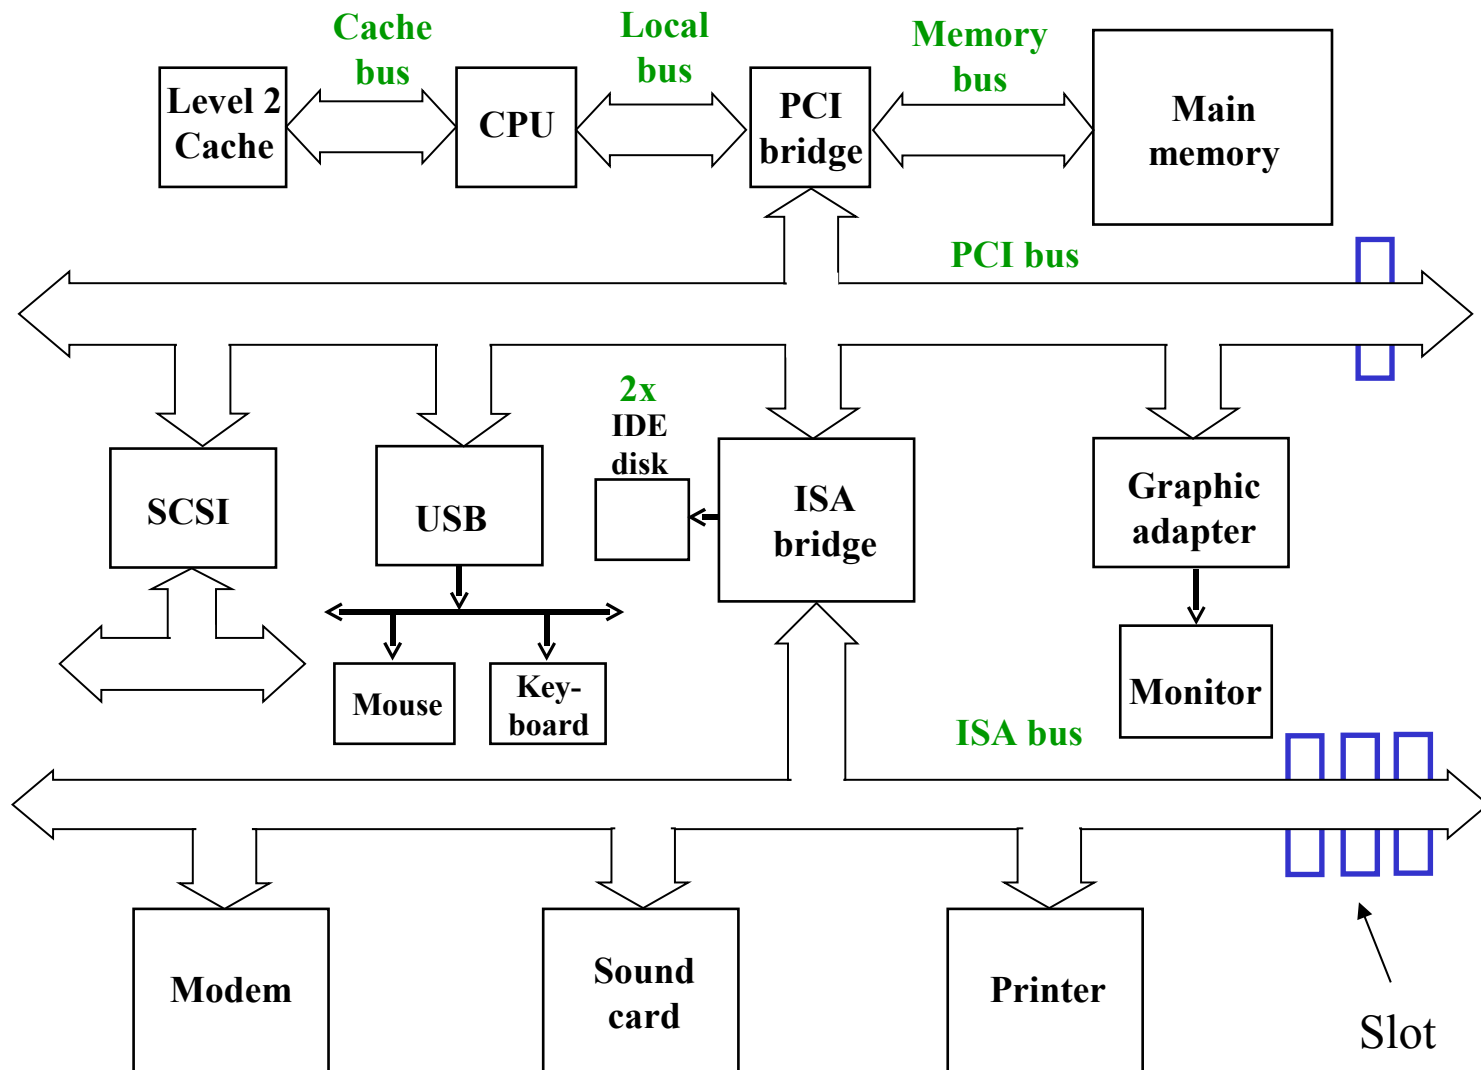 Cache
bus
Local
bus
Memory
bus
Level 2
Cache
CPU
PCI
bridge
Main
memory
PCI bus
2x
IDE
disk
SCSI
USB
ISA
bridge
Graphic
adapter
Mouse
Key-
board
Monitor
ISA bus
Modem
Sound
card
Printer
Slot